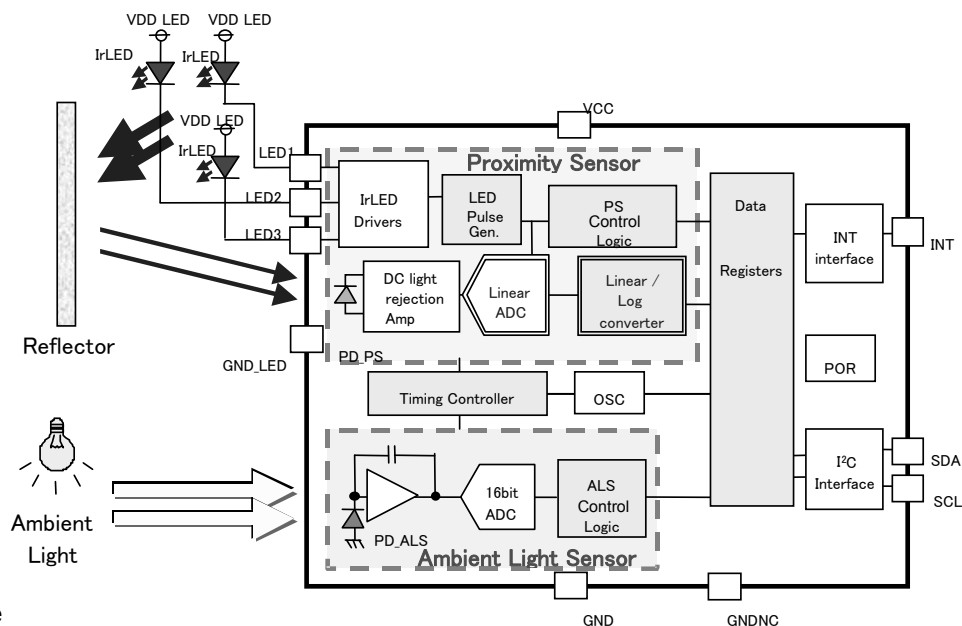 VDD LED
VDD LED
IrLED
IrLED
VDD LED
IrLED
VCC
LED1
LED2
LED3
GND_LED
Reflector
Proximity Sensor
IrLED
Drivers
LED
Pulse
Gen.
PS
Control
Logic
DC light
rejection
Amp
Linear
ADC
Linear /
Log
converter
PD_PS
Data
Registers
INT
interface
INT
POR
Timing Controller
OSC
I²C
Interface
SDA
SCL
Ambient
Light
16bit
ADC
ALS
Control
Logic
PD_ALS
Ambient Light Sensor
GND
GNDNC
e